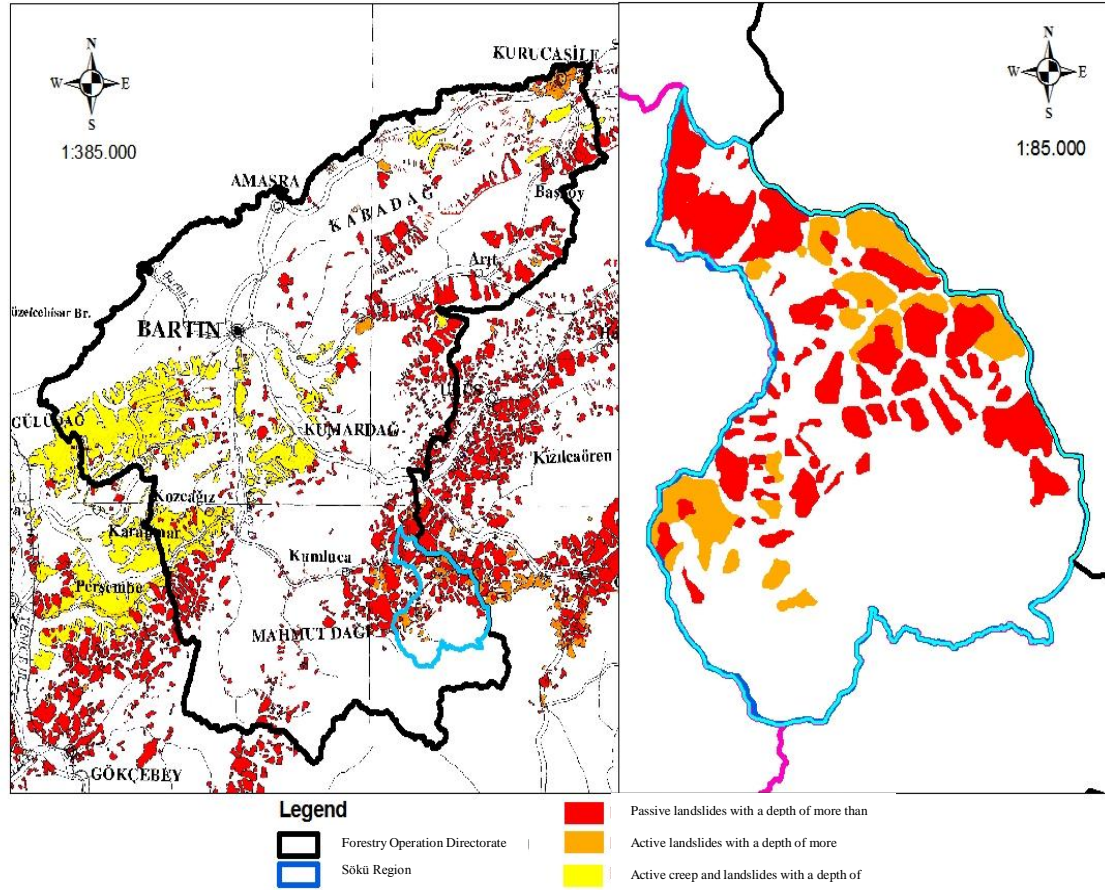 N
W E
S
1:385.000
KURUCAŞİLE
AMASRA
KABADAĞ
Başköy
Arıt
BARTIN
ULUS
GÜLÜDAĞ
KUMARDAĞ
Kızılcaören
Kozcağız
Karapınar
Kumluca
Perşembe
MAHMUT DAĞI
GÖKÇEBEY
N
W E
S
1:85.000
Legend
Forestry Operation Directorate
Sökü Region
Passive landslides with a depth of more than
Active landslides with a depth of more
Active creep and landslides with a depth of